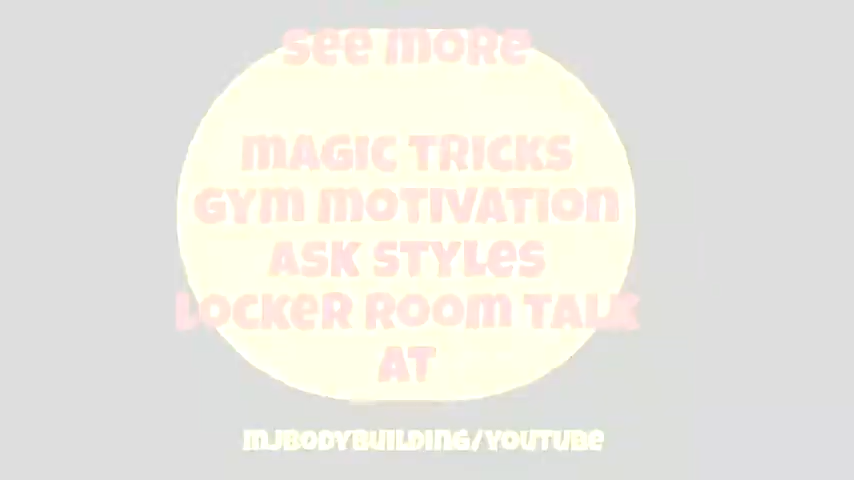 See more
magic Tricks
Gym motivation
Ask Styles
Locker Room Talk
AT
mjbodybuilding/youtube